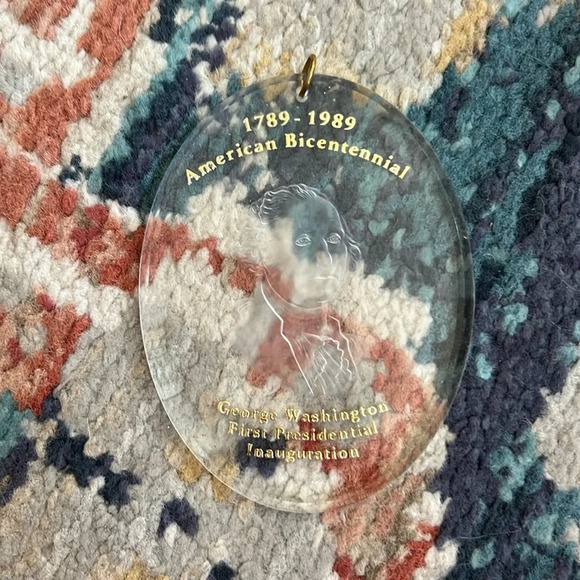 1789 - 1989
American Bicentennial
George Washington
First Presidential
Inauguration